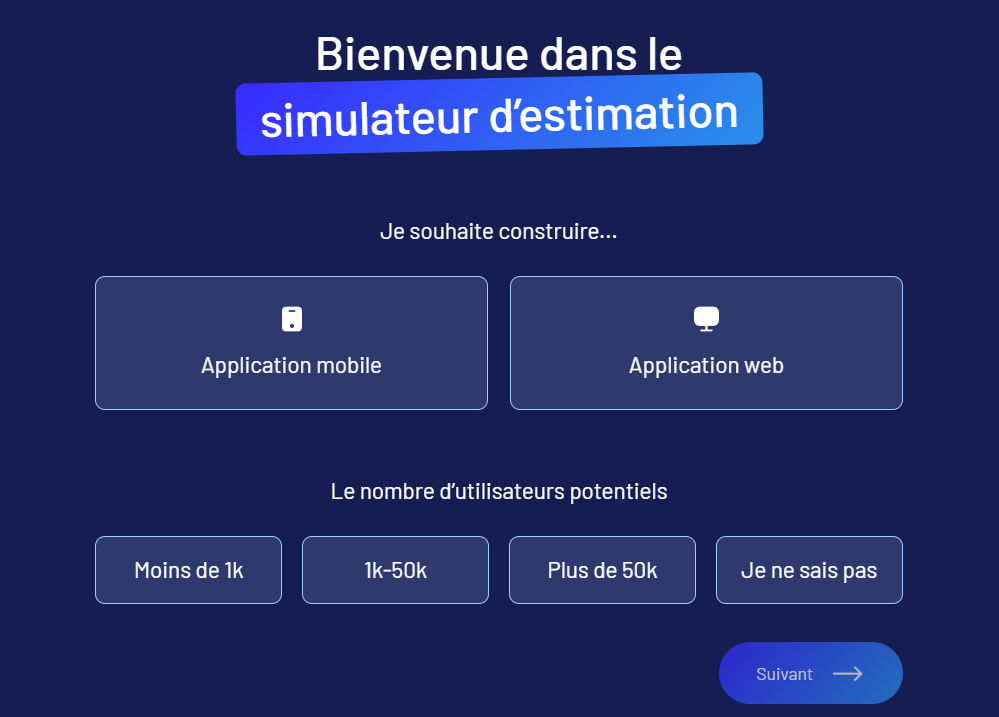 Bienvenue dans le
simulateur d’estimation
Je souhaite construire...
Application mobile
Application web
Le nombre d’utilisateurs potentiels
Moins de 1k
1k-50k
Plus de 50k
Je ne sais pas
Suivant